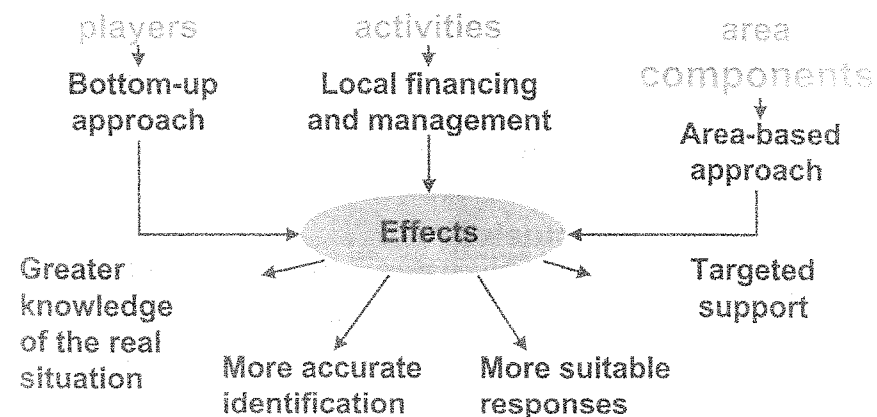 players
activities
area
components
Bottom-up
approach
Local financing
and management
Area-based
approach
Effects
Greater
knowledge
of the real
situation
More accurate
identification
More suitable
responses
Targeted
support